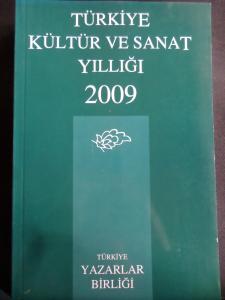 TÜRKİYE
KÜLTÜR VE SANAT
YILLIĞI
2009
TÜRKİYE
YAZARLAR
BİRLİĞİ